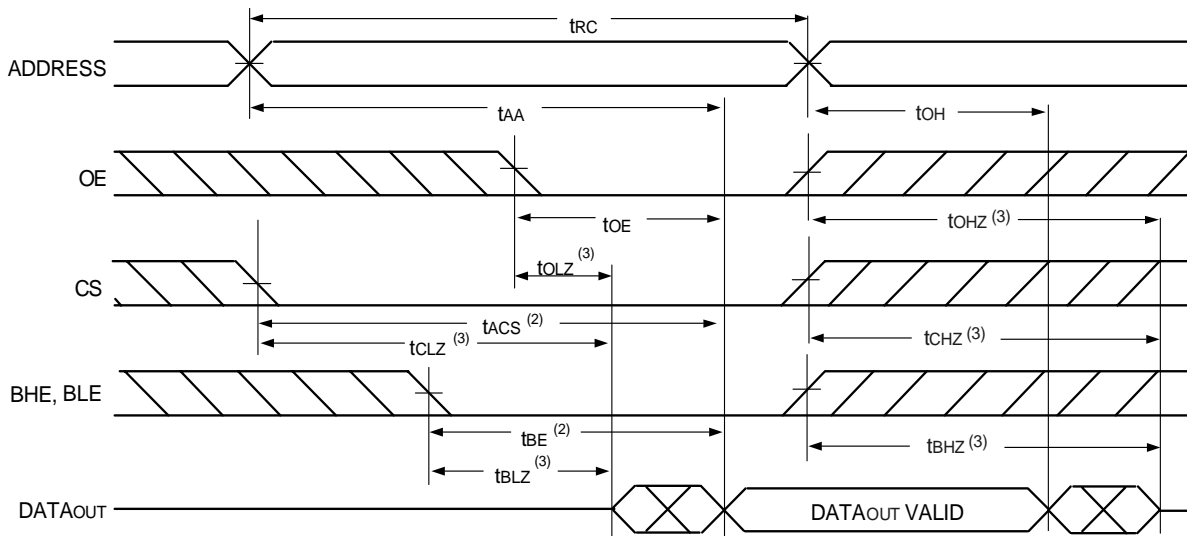 tRC
ADDRESS
tAA
tOH
OE
tOE
tOHZ (3)
tOLZ (3)
CS
tACS (2)
tCLZ (3)
tCHZ (3)
BHE, BLE
tBE (2)
tBHZ (3)
tBLZ (3)
DATAOUT
DATAOUT VALID